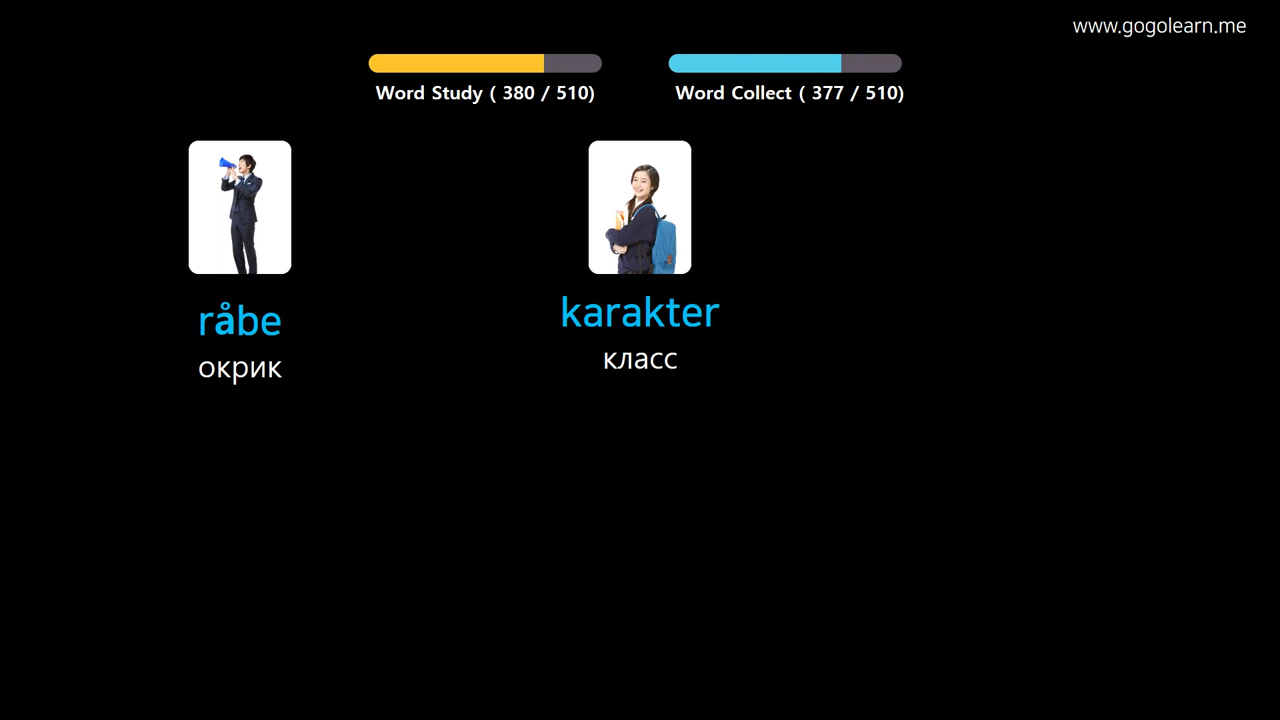 www.gogolearn.me
Word Study ( 380 / 510)
Word Collect ( 377 / 510)
råbe
окрик
karakter
класс